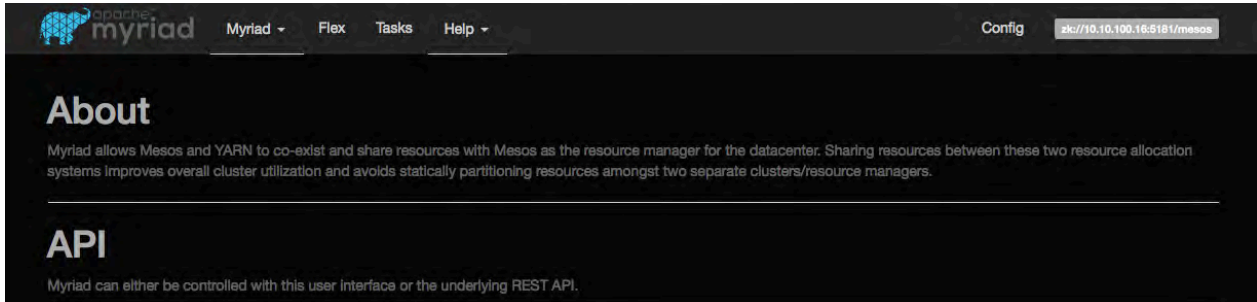 apache
myriad
Myriad Flex Tasks Help Config zk://10.10.100.16:5181/mesos
About
Myriad allows Mesos and YARN to co-exist and share resources with Mesos as the resource manager for the datacenter. Sharing resources between these two resource allocation
systems improves overall cluster utilization and avoids statically partitioning resources amongst two separate clusters/resource managers.
API
Myriad can either be controlled with this user interface or the underlying REST API.